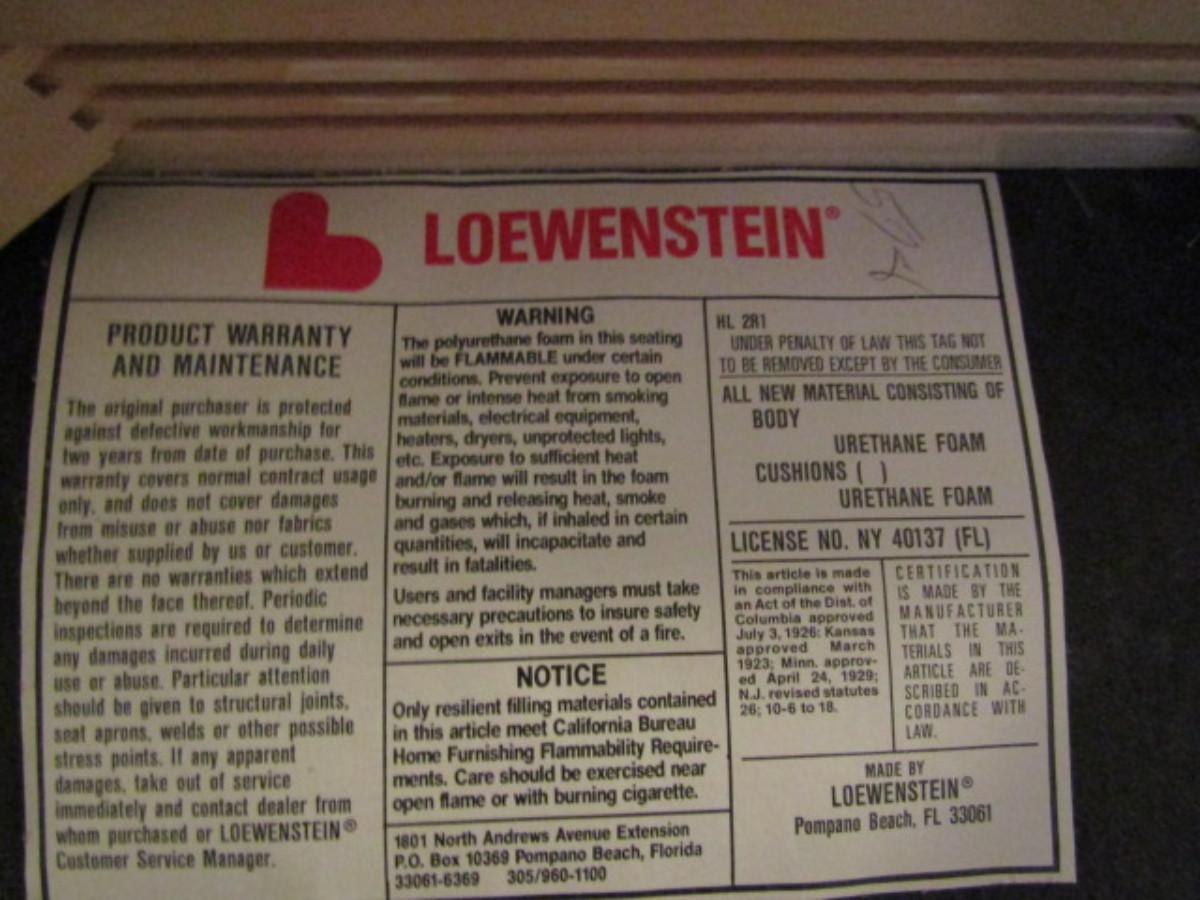 LOEWENSTEIN®
PRODUCT WARRANTY
AND MAINTENANCE
The original purchaser is protected
against defective workmanship for
two years from date of purchase. This
warranty covers normal contract usage
only, and does not cover damages
from misuse or abuse nor fabrics
whether supplied by us or customer.
There are no warranties which extend
beyond the face thereof. Periodic
inspections are required to determine
any damages incurred during daily
use or abuse. Particular attention
should be given to structural joints,
seat aprons, welds or other possible
stress points. If any apparent
damages, take out of service
immediately and contact dealer from
whom purchased or LOEWENSTEIN®
Customer Service Manager.
WARNING
The polyurethane foam in this seating
will be FLAMMABLE under certain
conditions. Prevent exposure to open
flame or intense heat from smoking
materials, electrical equipment,
heaters, dryers, unprotected lights,
etc. Exposure to sufficient heat
and/or flame will result in the foam
burning and releasing heat, smoke
and gases which, if inhaled in certain
quantities, will incapacitate and
result in fatalities.
Users and facility managers must take
necessary precautions to insure safety
and open exits in the event of a fire.
NOTICE
Only resilient filling materials contained
in this article meet California Bureau
Home Furnishing Flammability Require-
ments. Care should be exercised near
open flame or with burning cigarette.
1801 North Andrews Avenue Extension
P.O. Box 10369 Pompano Beach, Florida
33061-6369 305/960-1100
HL 2R1
UNDER PENALTY OF LAW THIS TAG NOT
TO BE REMOVED EXCEPT BY THE CONSUMER
ALL NEW MATERIAL CONSISTING OF
BODY
URETHANE FOAM
CUSHIONS ( )
URETHANE FOAM
LICENSE NO. NY 40137 (FL)
This article is made
in compliance with
an Act of the Dist. of
Columbia approved
July 3, 1926: Kansas
approved March
1923; Minn. approv-
ed April 24, 1929;
N.J. revised statutes
26; 10-6 to 18.
CERTIFICATION
IS MADE BY THE
MANUFACTURER
THAT THE MA-
TERIALS IN THIS
ARTICLE ARE DE-
SCRIBED IN AC-
CORDANCE WITH
LAW.
MADE BY
LOEWENSTEIN®
Pompano Beach, FL 33061